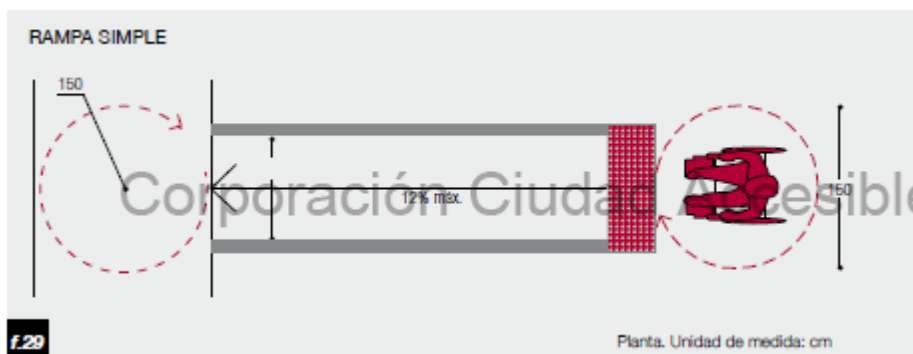 RAMPA SIMPLE
150
Corporación Ciudad Accesible
12% máx.
150
f.29
Planta. Unidad de medida: cm